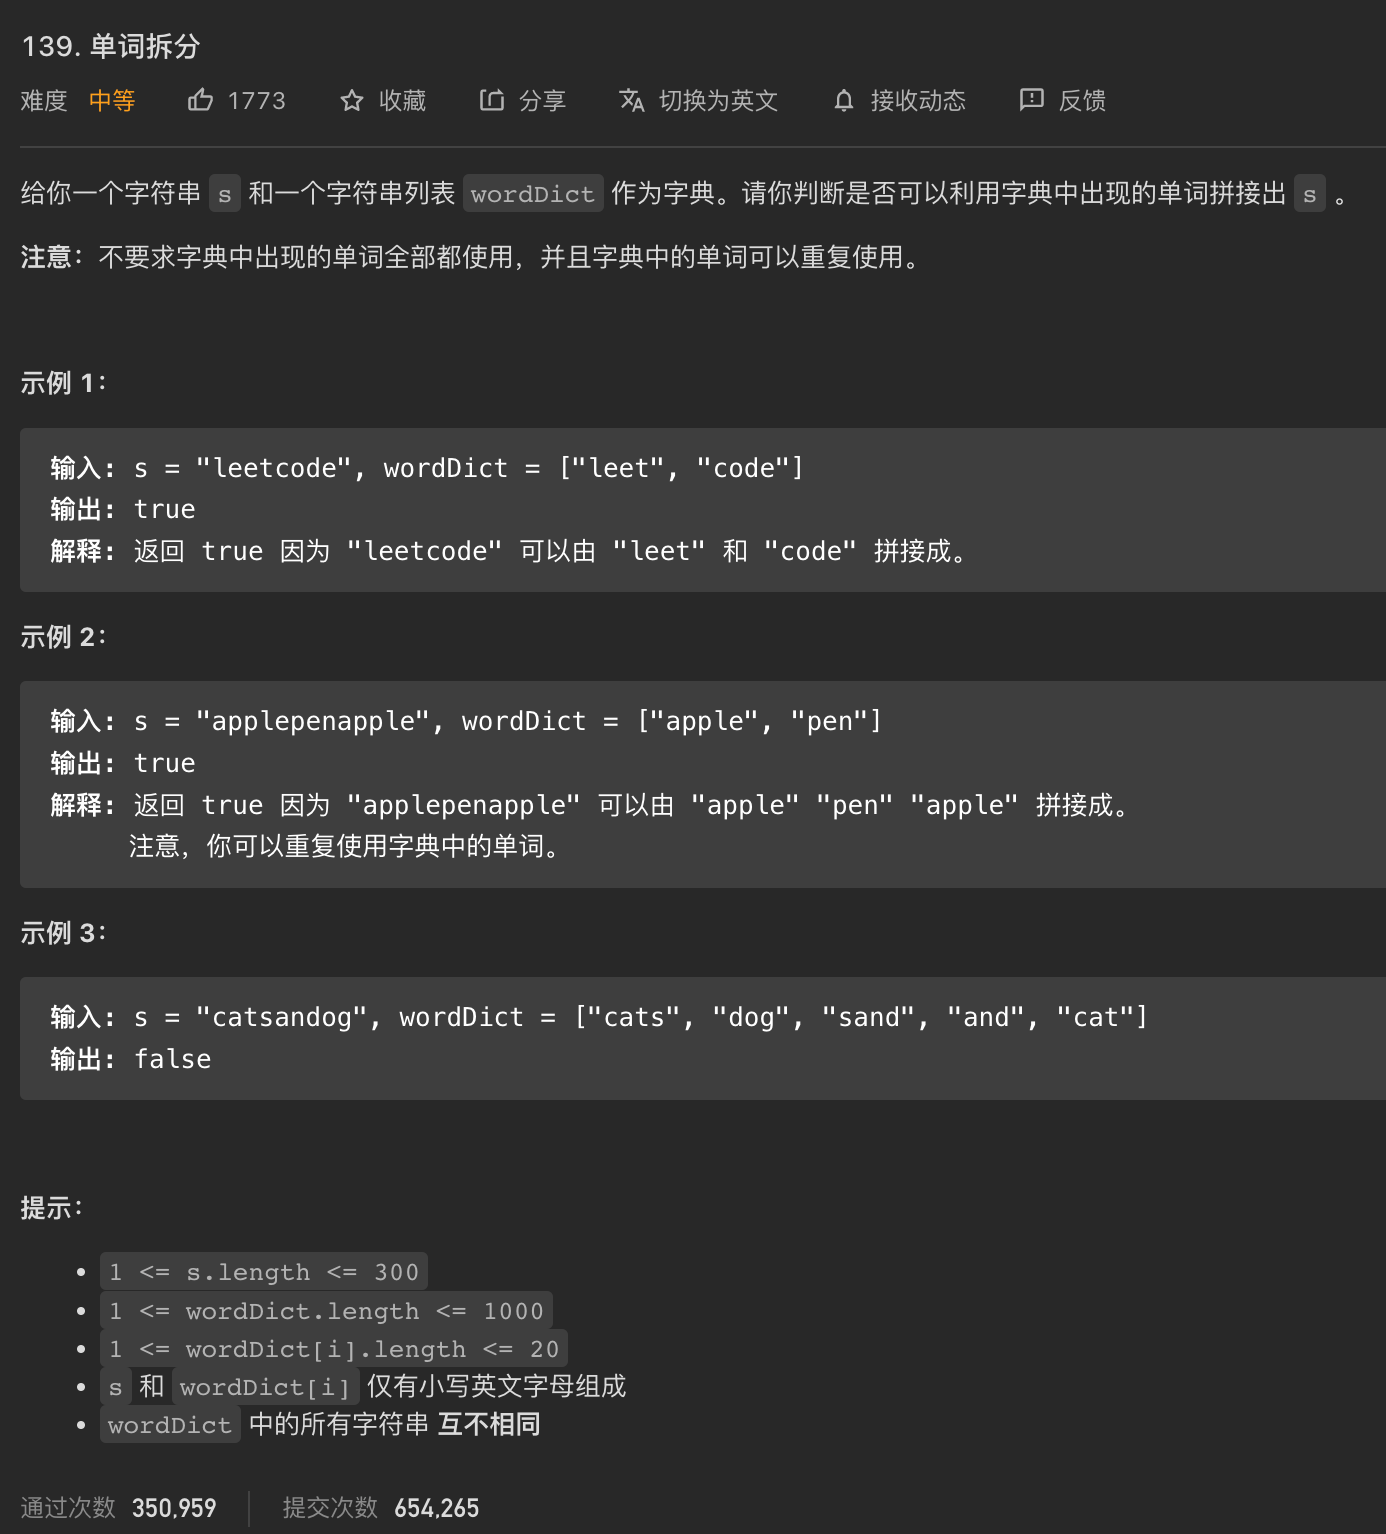 139. 单词拆分
难度 中等 1773 收藏 分享 切换为英文 接收动态 反馈
给你一个字符串 s 和一个字符串列表 wordDict 作为字典。请你判断是否可以利用字典中出现的单词拼接出 s 。
注意：不要求字典中出现的单词全部都使用，并且字典中的单词可以重复使用。
示例 1：
输入: s = "leetcode", wordDict = ["leet", "code"]
输出: true
解释: 返回 true 因为 "leetcode" 可以由 "leet" 和 "code" 拼接成。
示例 2：
输入: s = "applepenapple", wordDict = ["apple", "pen"]
输出: true
解释: 返回 true 因为 "applepenapple" 可以由 "apple" "pen" "apple" 拼接成。
注意，你可以重复使用字典中的单词。
示例 3：
输入: s = "catsandog", wordDict = ["cats", "dog", "sand", "and", "cat"]
输出: false
提示：
• 1 <= s.length <= 300
• 1 <= wordDict.length <= 1000
• 1 <= wordDict[i].length <= 20
• s 和 wordDict[i] 仅有小写英文字母组成
• wordDict 中的所有字符串 互不相同
通过次数 350,959 提交次数 654,265